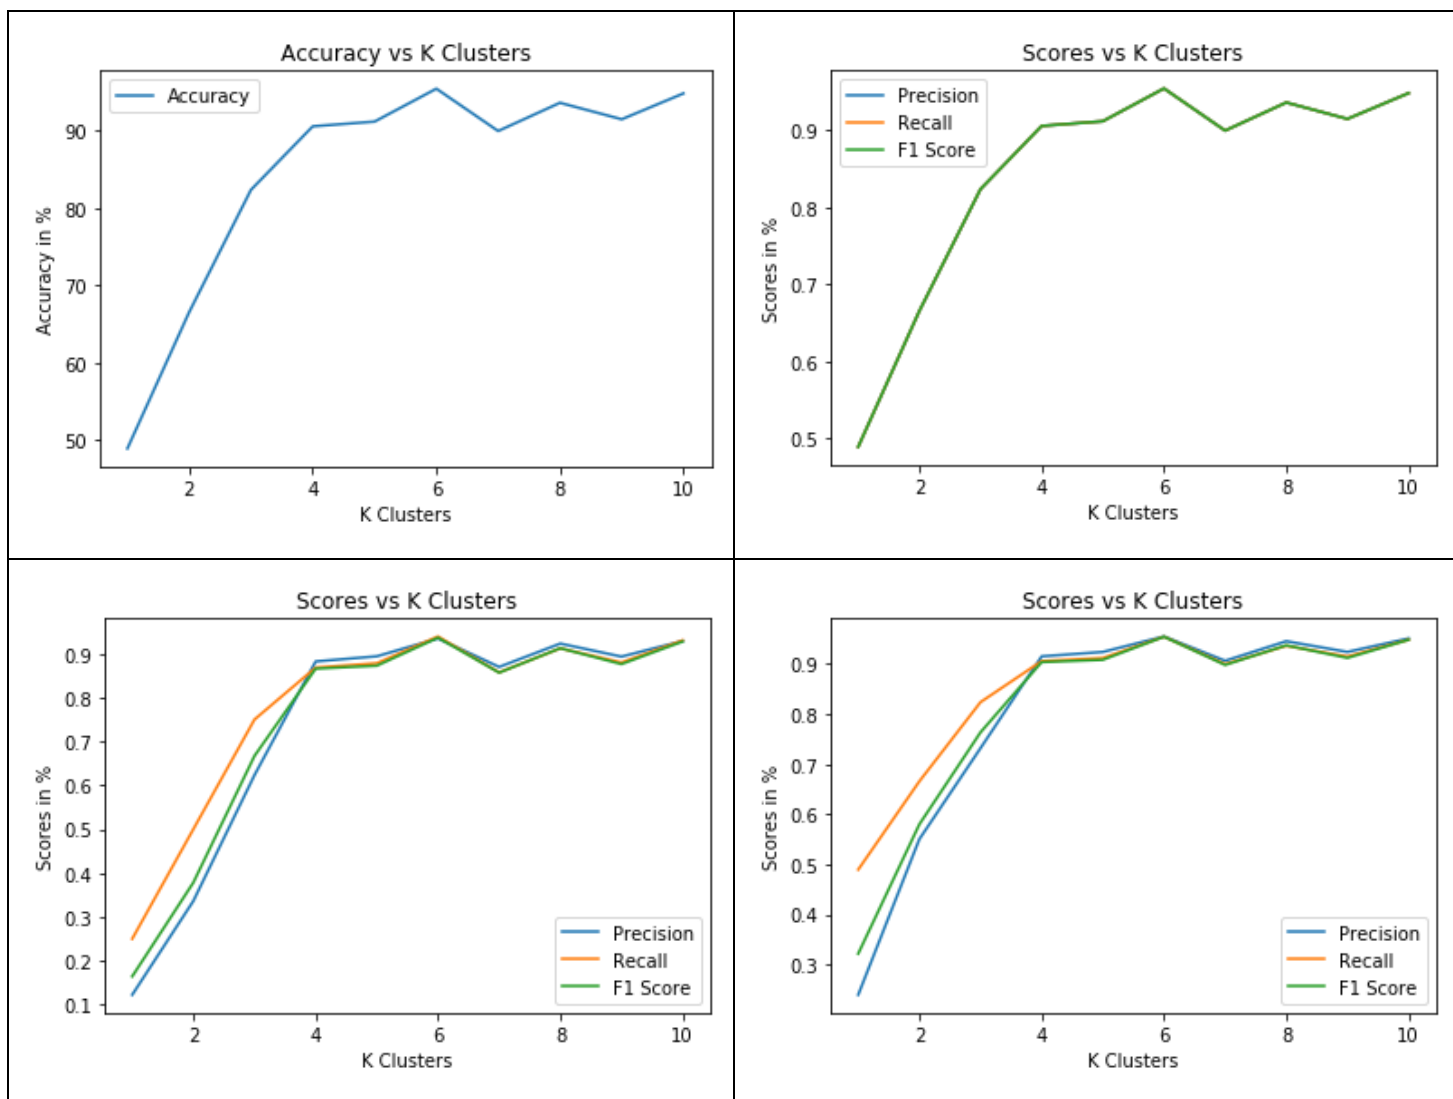 Accuracy vs K Clusters
Accuracy
Accuracy in %
90
80
70
60
50
2 4 6 8 10
K Clusters
Scores vs K Clusters
Precision
Recall
F1 Score
Scores in %
0.9
0.8
0.7
0.6
0.5
2 4 6 8 10
K Clusters
Scores vs K Clusters
Scores in %
0.9
0.8
0.7
0.6
0.5
0.4
0.3
0.2
0.1
Precision
Recall
F1 Score
2 4 6 8 10
K Clusters
Scores vs K Clusters
Scores in %
0.9
0.8
0.7
0.6
0.5
0.4
0.3
Precision
Recall
F1 Score
2 4 6 8 10
K Clusters